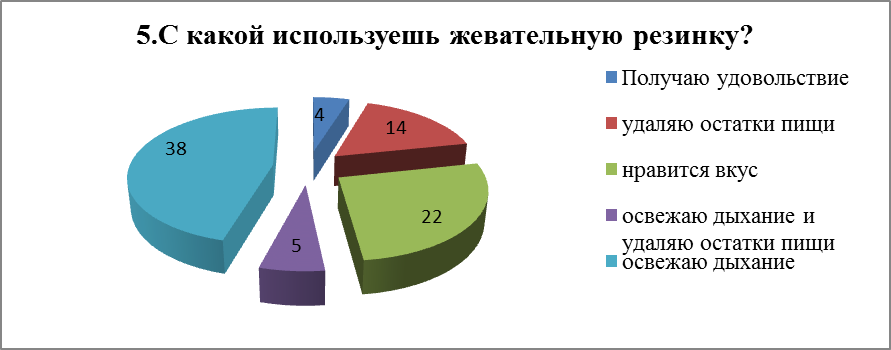 5.С какой используешь жевательную резинку?
4
14
22
5
38
Получаю удовольствие
удаляю остатки пищи
нравится вкус
освежаю дыхание и
удаляю остатки пищи
освежаю дыхание